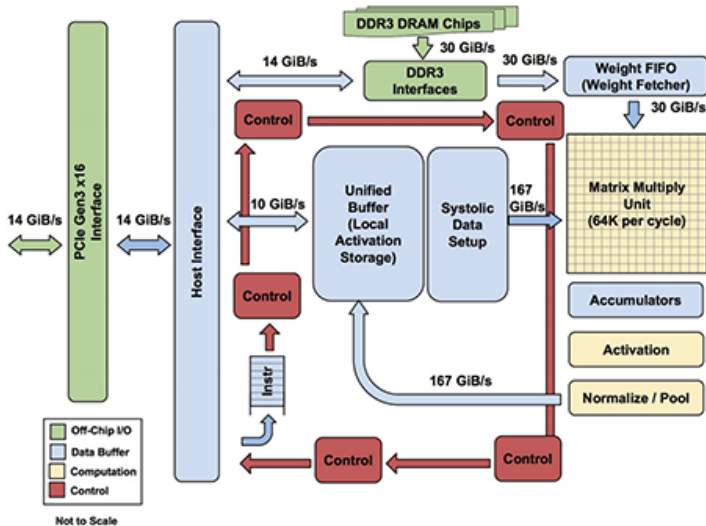 DDR3 DRAM Chips
30 GiB/s
14 GiB/s
DDR3
Interfaces
30 GiB/s
Weight FIFO
(Weight Fetcher)
30 GiB/s
Control
Control
PCIe Gen3 x16
Interface
14 GiB/s
14 GiB/s
Host Interface
10 GiB/s
Unified
Buffer
(Local
Activation
Storage)
Systolic
Data
Setup
167
GiB/s
Matrix Multiply
Unit
(64K per cycle)
Control
Accumulators
Activation
Instr
167 GiB/s
Normalize / Pool
Off-Chip I/O
Data Buffer
Computation
Control
Control
Control
Not to Scale